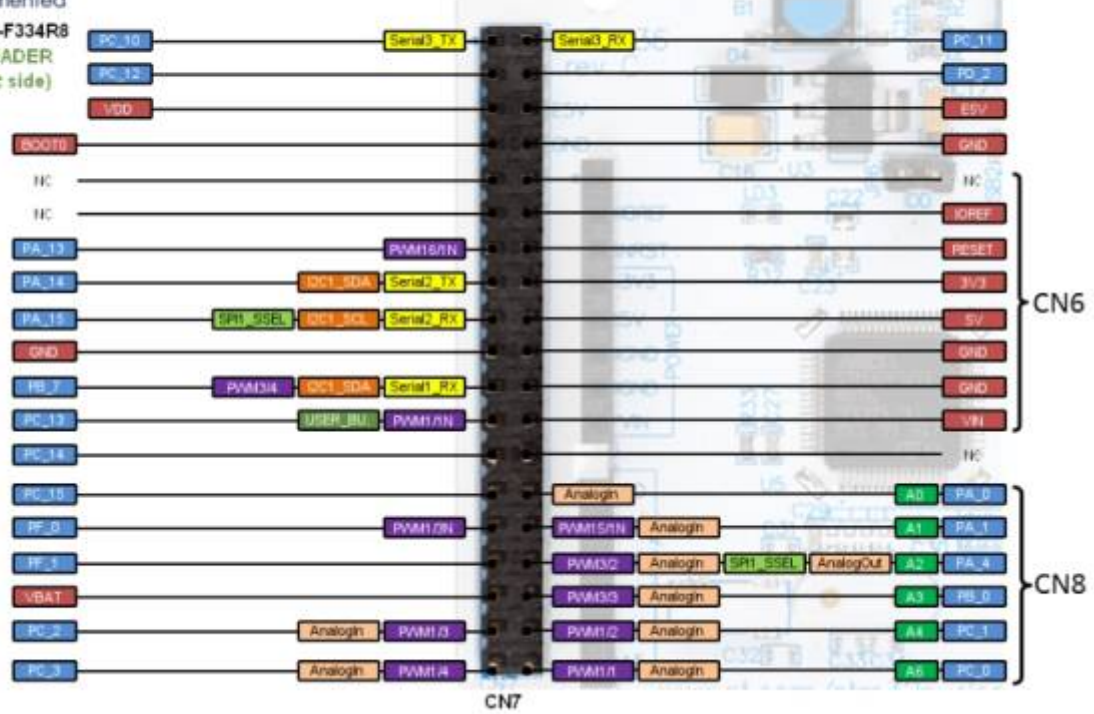 -F334R8
ADER
side)
PC_10 Serial3_TX Serial3_RX PC_11
PC_12 PD_2
VDD E5V
BOOT0 GND
NC NC
NC IOREF
PA_13 PWM16/1N RESET
PA_14 I2C1_SDA Serial2_TX 3V3
PA_15 SPI1_SSEL I2C1_SCL Serial2_RX 5V
GND GND
PB_7 PWM3/4 I2C1_SDA Serial1_RX GND
PC_13 USER_BU. PWM1/1N VIN
PC_14 NC
PC_15 AnalogIn A0 PA_0
PF_0 PWM1/3N PWM15/1N AnalogIn A1 PA_1
PF_1 PWM3/2 AnalogIn SPI1_SSEL AnalogOut A2 PA_4
VBAT PWM3/3 AnalogIn A3 PB_0
PC_2 AnalogIn PWM1/3 PWM1/2 AnalogIn A4 PC_1
PC_3 AnalogIn PWM1/4 PWM1/1 AnalogIn A5 PC_0
CN6
CN8
CN7